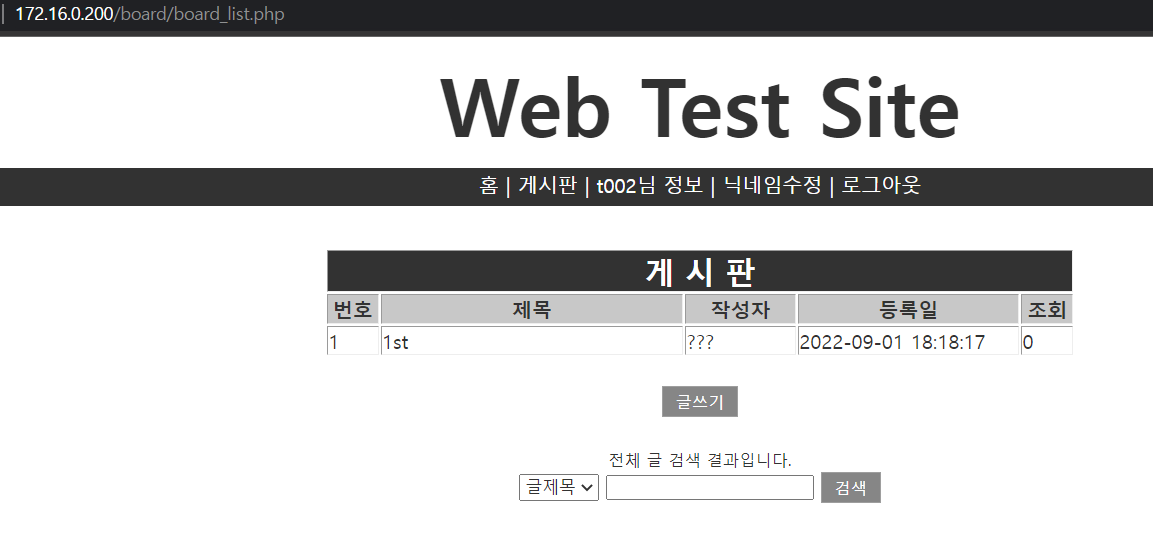 172.16.0.200/board/board_list.php
Web Test Site
홈 | 게시판 | t002님 정보 | 닉네임수정 | 로그아웃
게 시 판
번호 제목 작성자 등록일 조회
1 1st ??? 2022-09-01 18:18:17 0
글쓰기
전체 글 검색 결과입니다.
글제목 검색